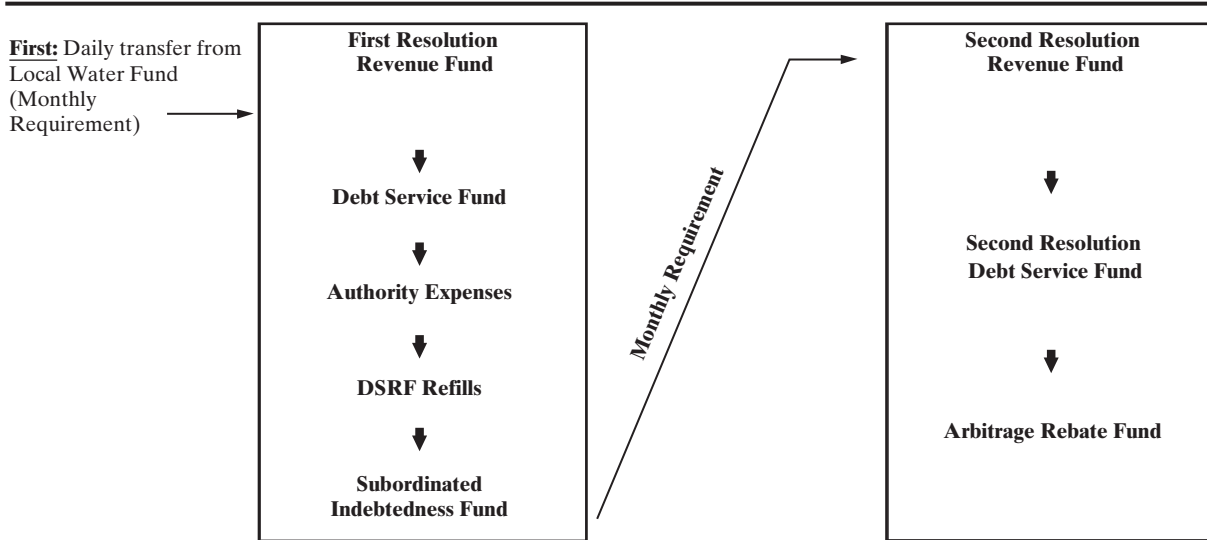 First: Daily transfer from
Local Water Fund
(Monthly
Requirement)
First Resolution
Revenue Fund
Debt Service Fund
Authority Expenses
DSRF Refills
Subordinated
Indebtedness Fund
Monthly Requirement
Second Resolution
Revenue Fund
Second Resolution
Debt Service Fund
Arbitrage Rebate Fund